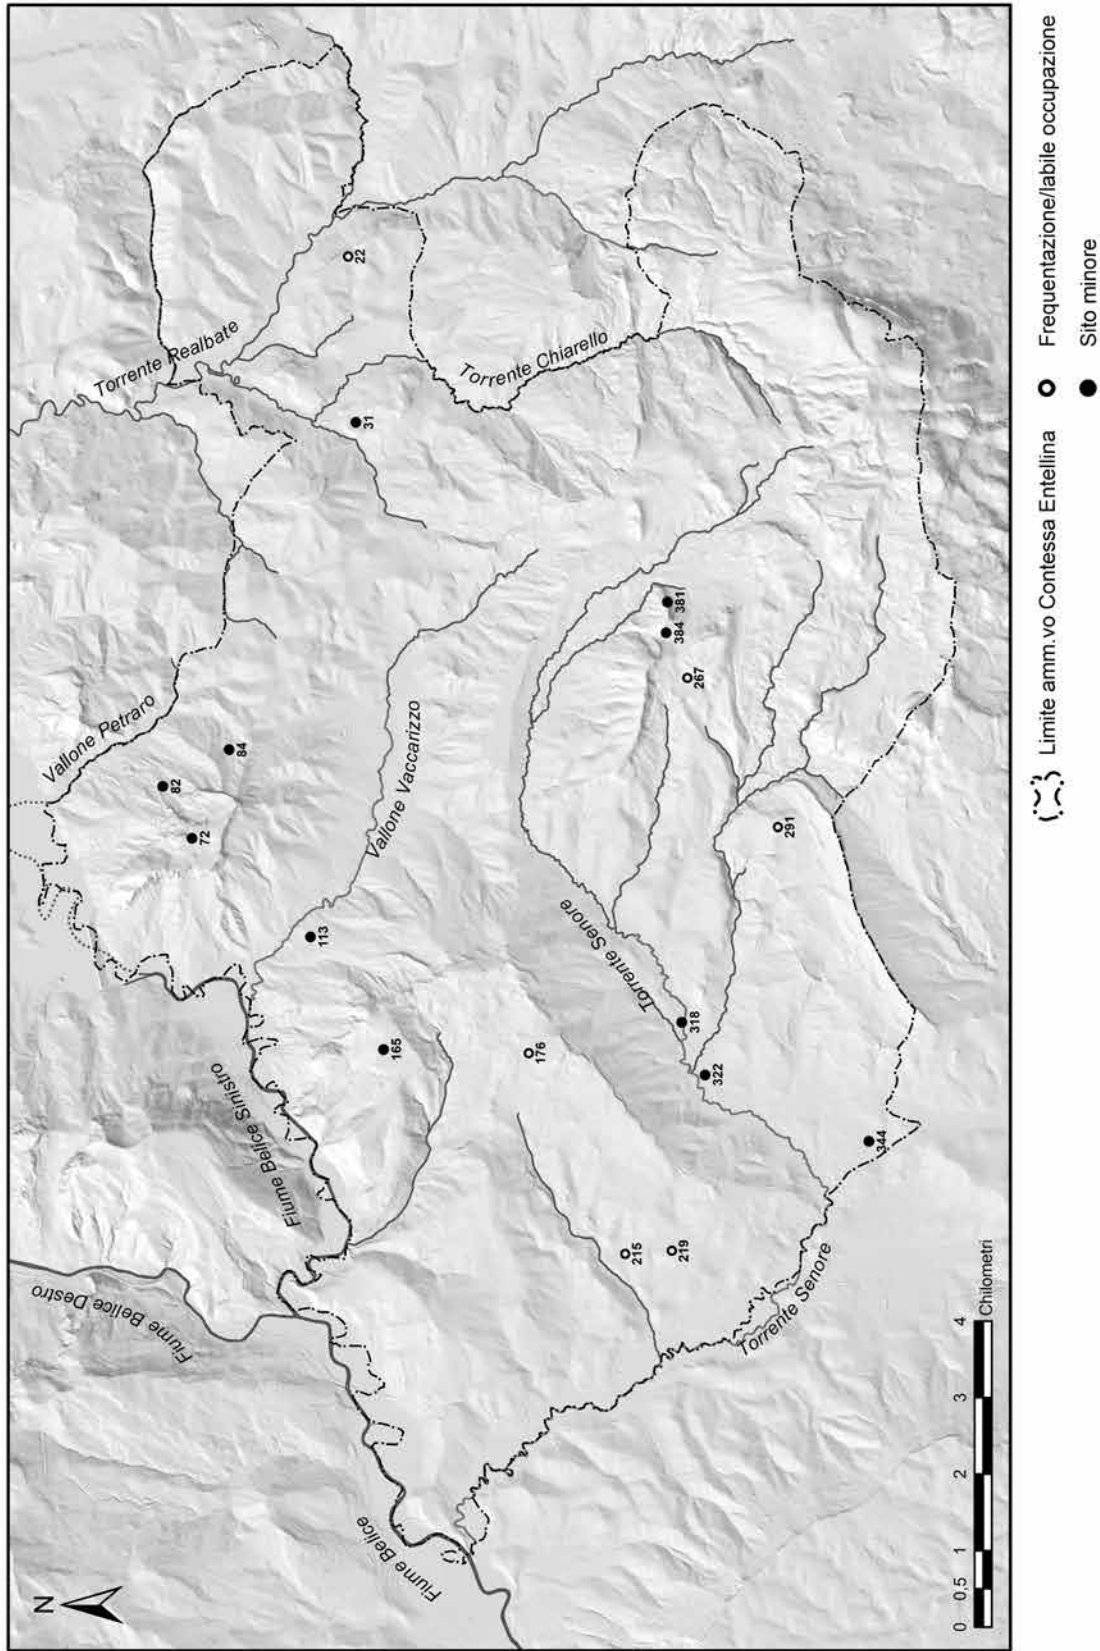 N
Torrente Realbate
22
31
Torrente Chiarello
Vallone Petraro
82
84
72
Vallone Vaccarizzo
113
381
384
267
291
Torrente Senore
318
322
165
176
344
Fiume Belice Sinistro
Fiume Belice Destro
215
219
Torrente Senore
Fiume Belice
0 0,5 1 2 3 4
Chilometri
Limite amm.vo Contessa Entellina
Frequentazione/labile occupazione
Sito minore